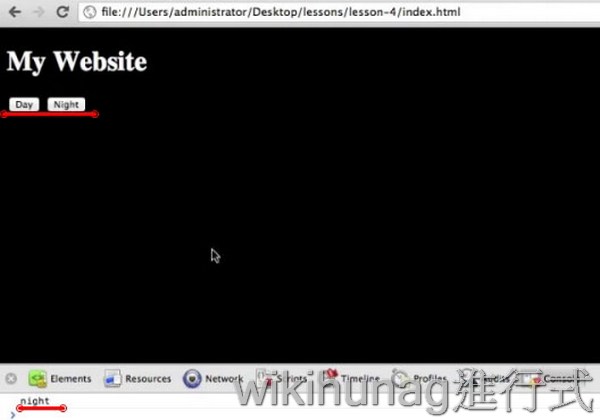 file:///Users/administrator/Desktop/lessons/lesson-4/index.html
My Website
Day Night
Elements Resources Network Scripts Timeline Profiles Audits Console
wikihunag進行式
night